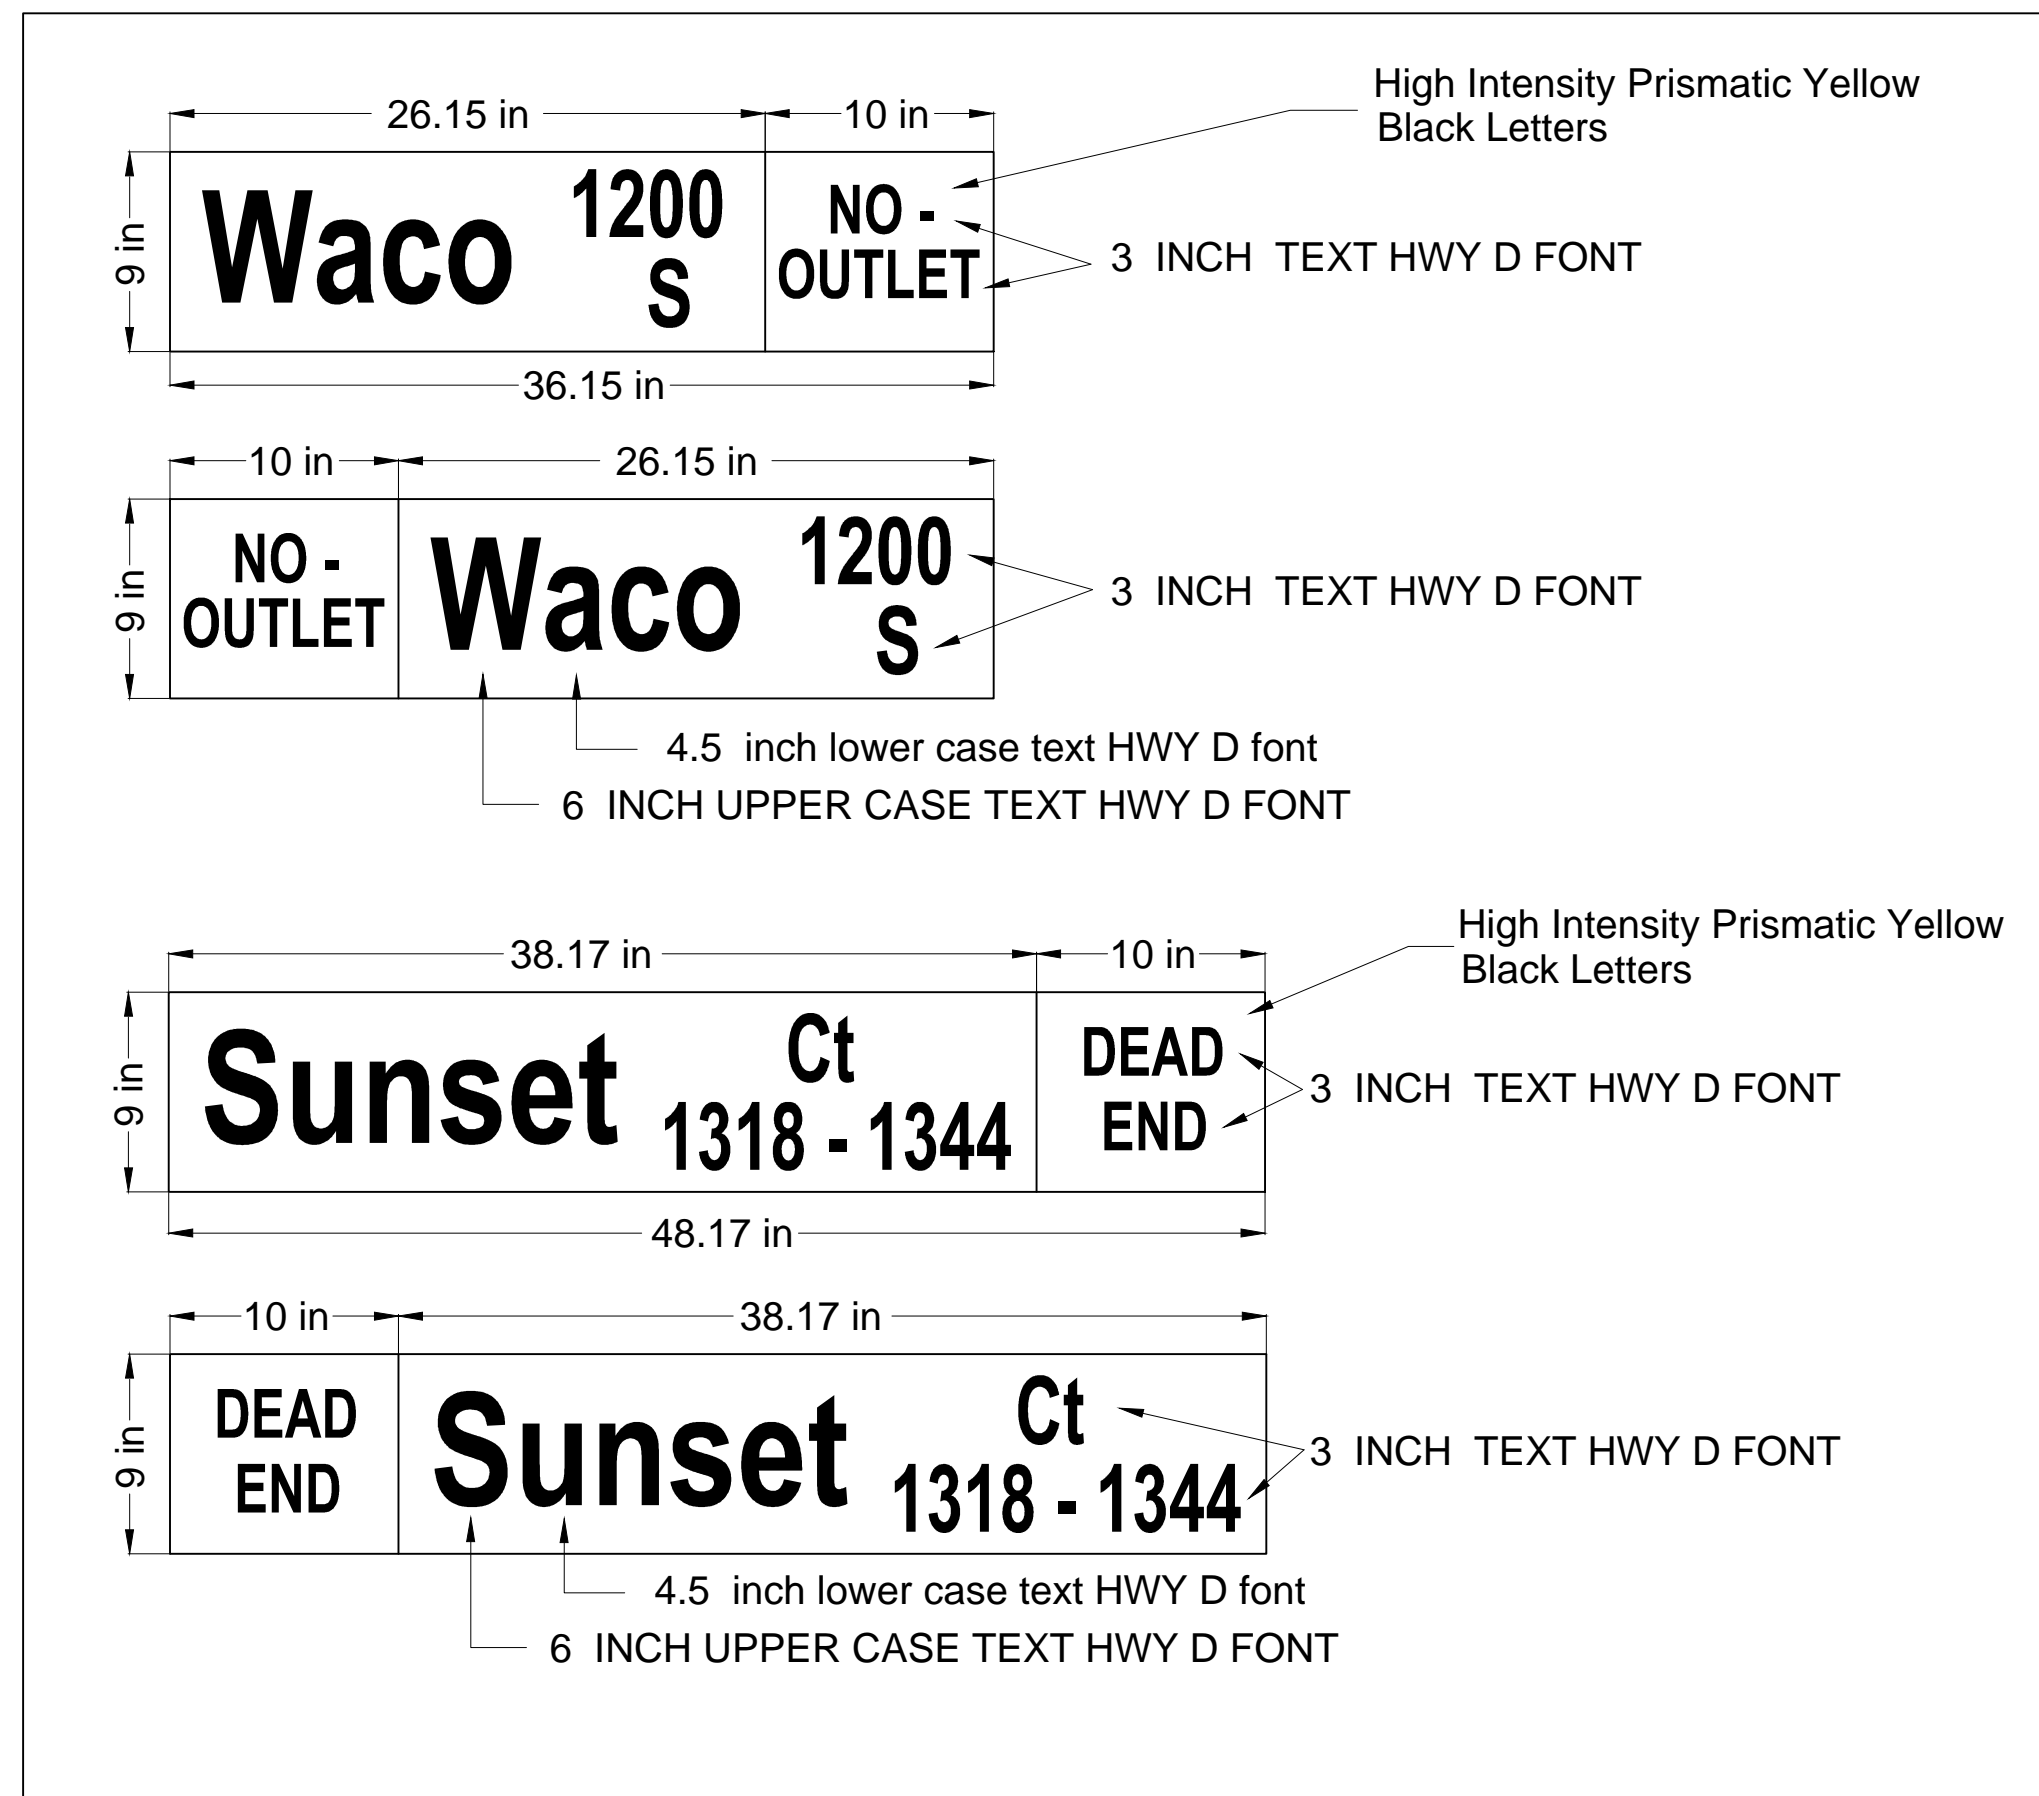 High Intensity Prismatic Yellow
Black Letters
26.15 in
10 in
9 in
Waco 1200
S
NO -
OUTLET
3 INCH TEXT HWY D FONT
36.15 in
10 in
26.15 in
9 in
NO -
OUTLET
Waco 1200
S
3 INCH TEXT HWY D FONT
4.5 inch lower case text HWY D font
6 INCH UPPER CASE TEXT HWY D FONT
High Intensity Prismatic Yellow
Black Letters
38.17 in
10 in
9 in
Sunset Ct
1318 - 1344
DEAD
END
3 INCH TEXT HWY D FONT
48.17 in
10 in
38.17 in
9 in
DEAD
END
Sunset Ct
1318 - 1344
3 INCH TEXT HWY D FONT
4.5 inch lower case text HWY D font
6 INCH UPPER CASE TEXT HWY D FONT